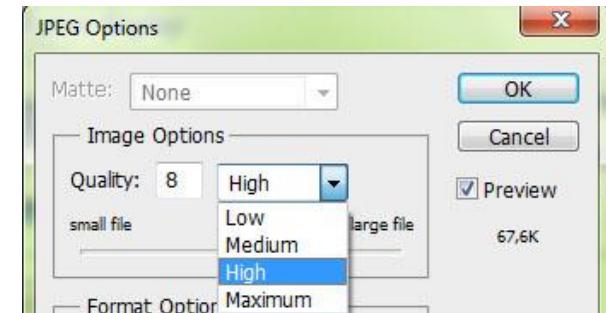 JPEG Options
Matte: None
OK
Image Options
Cancel
Quality: 8 High
Preview
small file large file
67,6K
Low
Medium
High
Maximum
Format Option